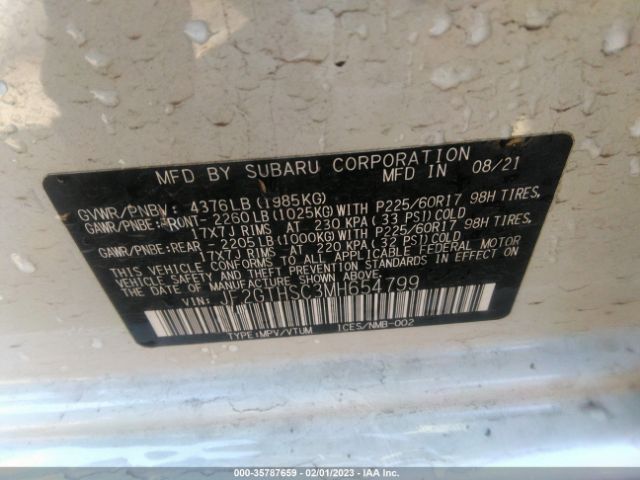 MFD BY SUBARU CORPORATION
MFD IN 08/21
GVWR/PNBV: 4376LB(1985KG)
GAWR/PNBE:FRONT- 2260LB(1025KG)WITH P225/60R17 98H TIRES,
17X7J RIMS AT 230 KPA(33 PSI)COLD
GAWR/PNBE:REAR - 2205LB(1000KG)WITH P225/60R17 98H TIRES,
17X7J RIMS AT 220 KPA(32 PSI)COLD
THIS VEHICLE CONFORMS TO ALL APPLICABLE FEDERAL MOTOR
VEHICLE SAFETY AND BUMPER STANDARDS IN EFFECT ON
THE DATE OF MANUFACTURE SHOWN ABOVE.
VIN: JF2GTHSC3MH654799
TYPE:MPV/VTUM ICES/NMB-002
000-35787659 - 02/01/2023 - IAA Inc.